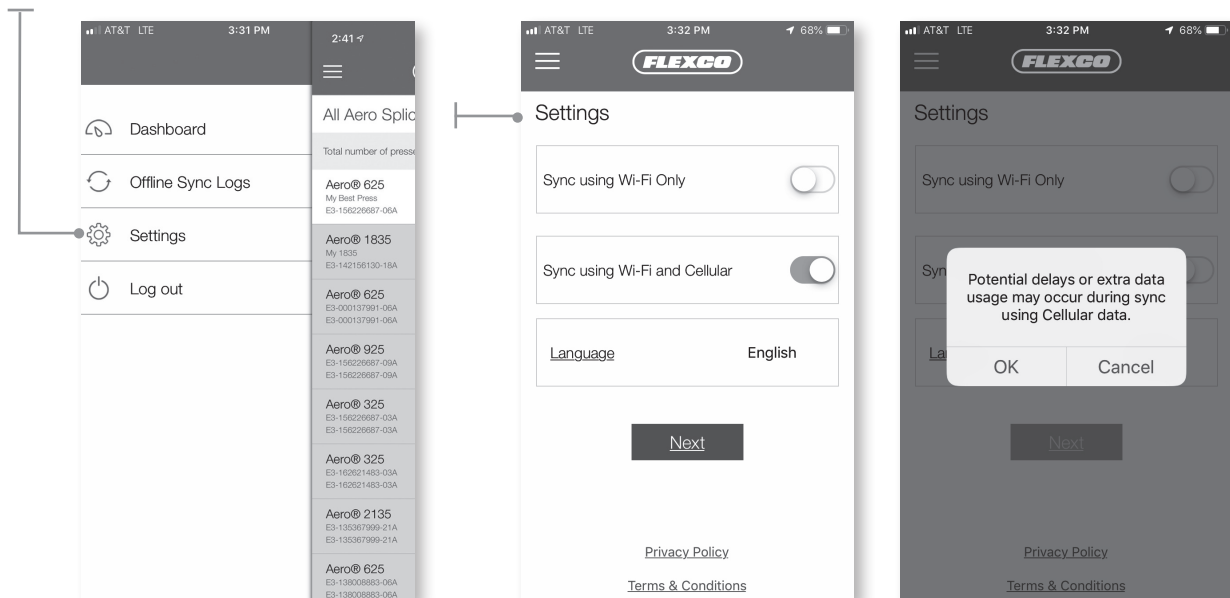 AT&T LTE 3:31 PM
Dashboard
Offline Sync Logs
Settings
Log out
2:41
All Aero Splic
Total number of presse
Aero® 625
My Best Press
E3-156226687-06A
Aero® 1835
My 1835
E3-142156130-18A
Aero® 625
E3-000137991-06A
E3-000137991-06A
Aero® 925
E3-156226687-09A
E3-156226687-09A
Aero® 325
E3-156226687-03A
E3-156226687-03A
Aero® 325
E3-162621483-03A
E3-162621483-03A
Aero® 2135
E3-135367999-21A
E3-135367999-21A
Aero® 625
E3-138008883-06A
E3-138008883-06A
AT&T LTE 3:32 PM 68%
FLEXCO
Settings
Sync using Wi-Fi Only
Sync using Wi-Fi and Cellular
Language English
Next
Privacy Policy
Terms & Conditions
AT&T LTE 3:32 PM 68%
FLEXCO
Settings
Sync using Wi-Fi Only
Syn
Potential delays or extra data
usage may occur during sync
using Cellular data.
La
OK Cancel
Next
Privacy Policy
Terms & Conditions